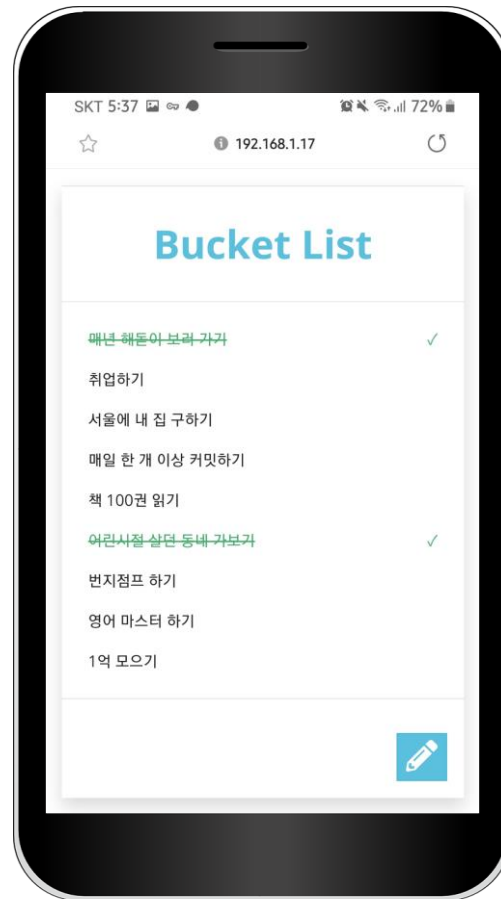 SKT 5:37 72%
192.168.1.17
Bucket List
매년 해돋이 보러 가기 ✓
취업하기
서울에 내 집 구하기
매일 한 개 이상 커밋하기
책 100권 읽기
어린시절 살던 동네 가보기 ✓
번지점프 하기
영어 마스터 하기
1억 모으기